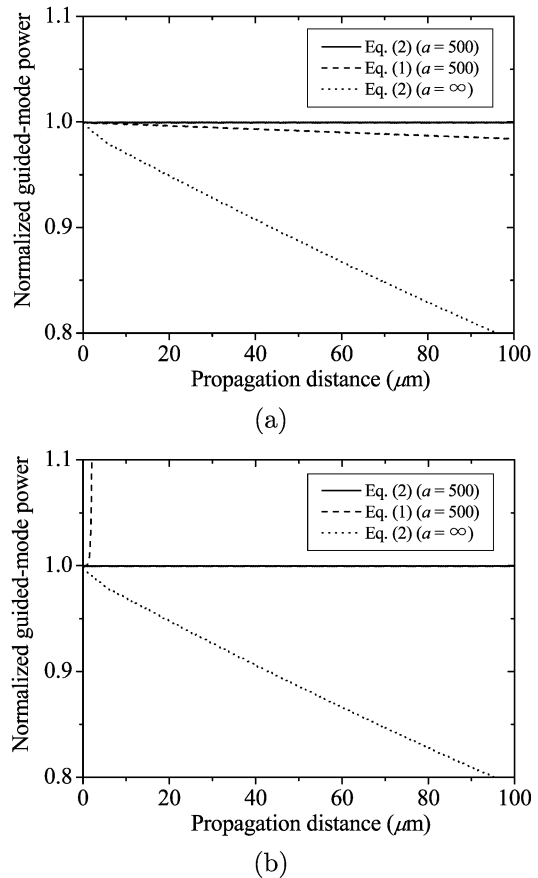 1.1
Eq. (2) (a = 500)
Eq. (1) (a = 500)
Eq. (2) (a = ∞)
1.0
0.9
0.8
Normalized guided-mode power
0 20 40 60 80 100
Propagation distance (μm)
(a)
1.1
Eq. (2) (a = 500)
Eq. (1) (a = 500)
Eq. (2) (a = ∞)
1.0
0.9
0.8
Normalized guided-mode power
0 20 40 60 80 100
Propagation distance (μm)
(b)